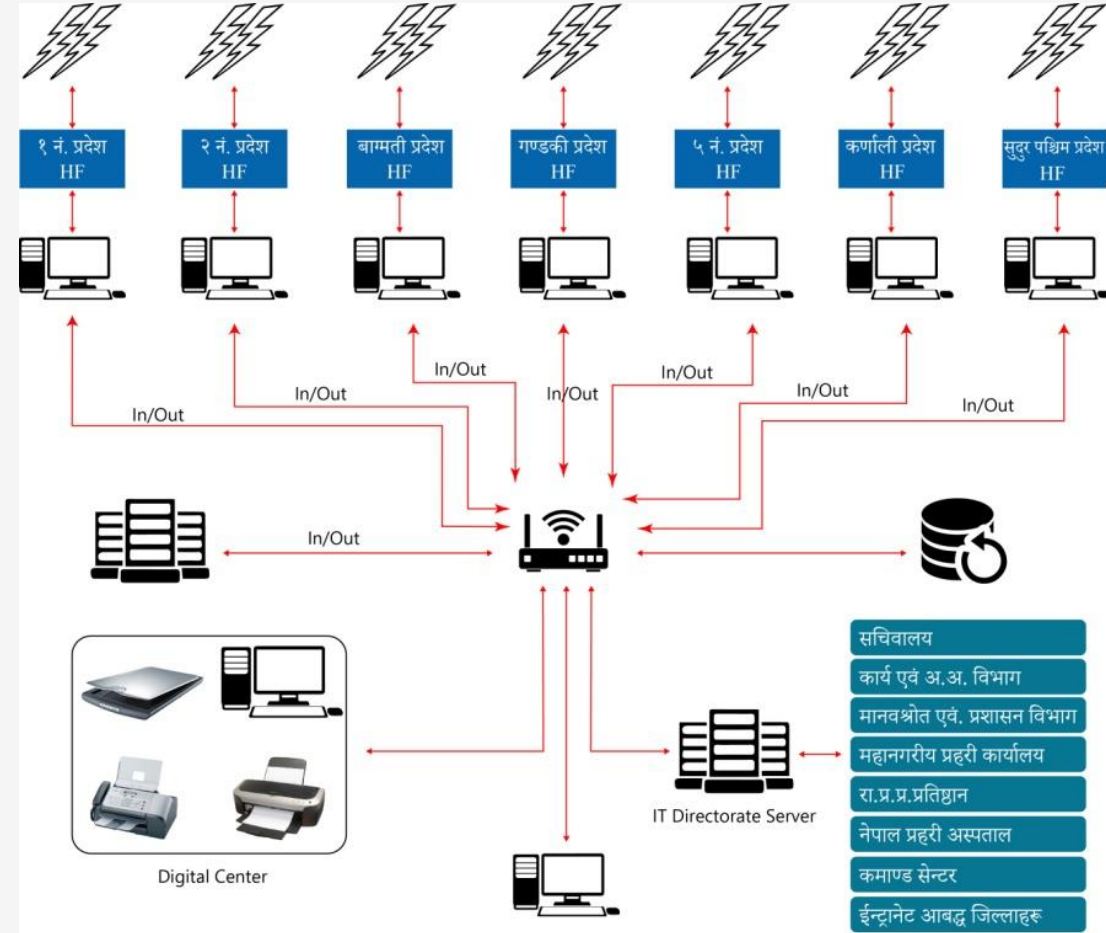 १ नं. प्रदेश
HF
२ नं. प्रदेश
HF
बाग्मती प्रदेश
HF
गण्डकी प्रदेश
HF
५ नं. प्रदेश
HF
कर्णाली प्रदेश
HF
सुदुर पश्चिम प्रदेश
HF
In/Out
In/Out
In/Out
In/Out
In/Out
In/Out
In/Out
In/Out
सचिवालय
कार्य एवं अ.अ. विभाग
मानवश्रोत एवं. प्रशासन विभाग
महानगरीय प्रहरी कार्यालय
रा.प्र.प्र.प्रतिष्ठान
नेपाल प्रहरी अस्पताल
कमाण्ड सेन्टर
ईन्ट्रानेट आबद्ध जिल्लाहरू
IT Directorate Server
Digital Center